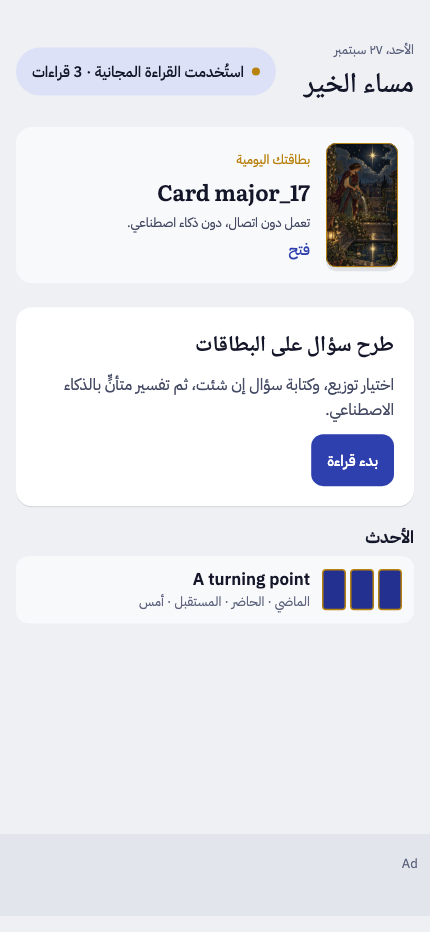 الأحد، ٢٧ سبتمبر
مساء الخير
استُخدمت القراءة المجانية · 3 قراءات
بطاقتك اليومية
Card major_17
تعمل دون اتصال، دون ذكاء اصطناعي.
فتح
طرح سؤال على البطاقات
اختيار توزيع، وكتابة سؤال إن شئت، ثم تفسير متأنٍّ بالذكاء
الاصطناعي.
بدء قراءة
الأحدث
A turning point
الماضي · الحاضر · المستقبل · أمس
Ad